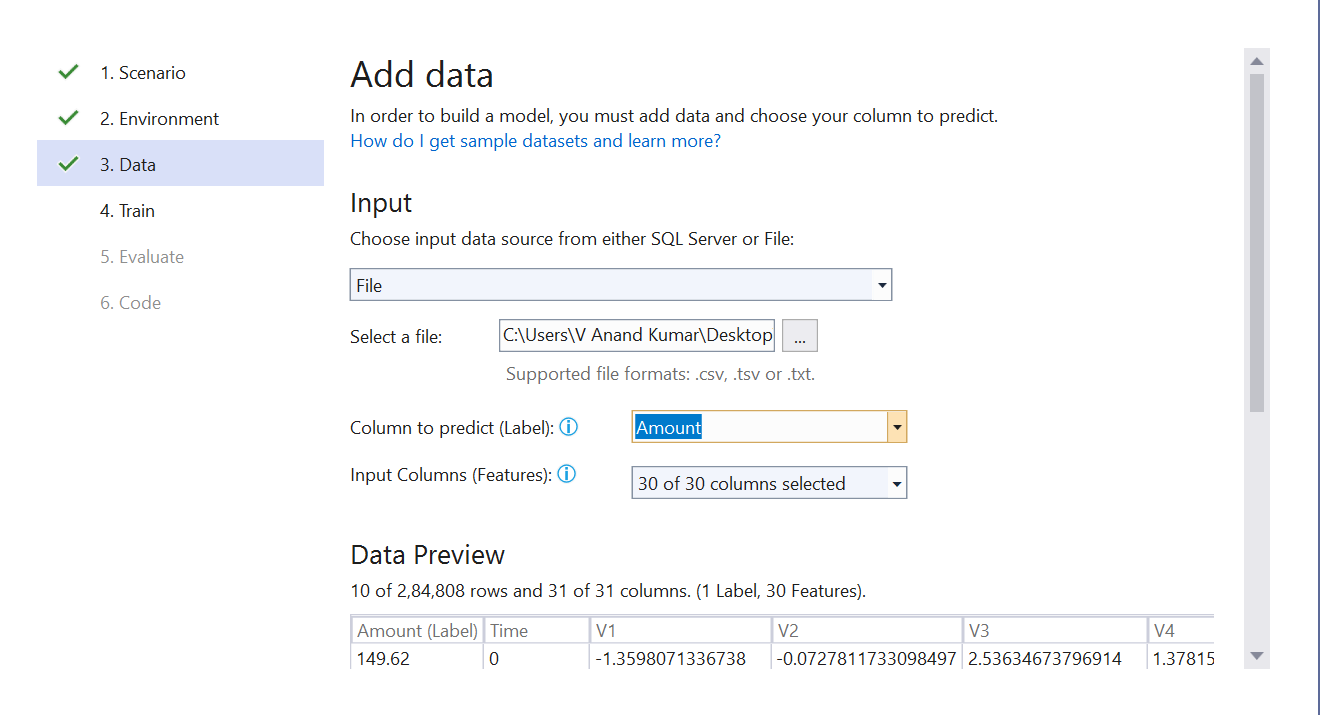 1. Scenario
2. Environment
3. Data
4. Train
5. Evaluate
6. Code
Add data
In order to build a model, you must add data and choose your column to predict.
How do I get sample datasets and learn more?
Input
Choose input data source from either SQL Server or File:
File
Select a file: C:\Users\V Anand Kumar\Desktop ...
Supported file formats: .csv, .tsv or .txt.
Column to predict (Label): Amount
Input Columns (Features): 30 of 30 columns selected
Data Preview
10 of 2,84,808 rows and 31 of 31 columns. (1 Label, 30 Features).
Amount (Label) Time V1 V2 V3 V4
149.62 0 -1.3598071336738 -0.0727811733098497 2.53634673796914 1.37815